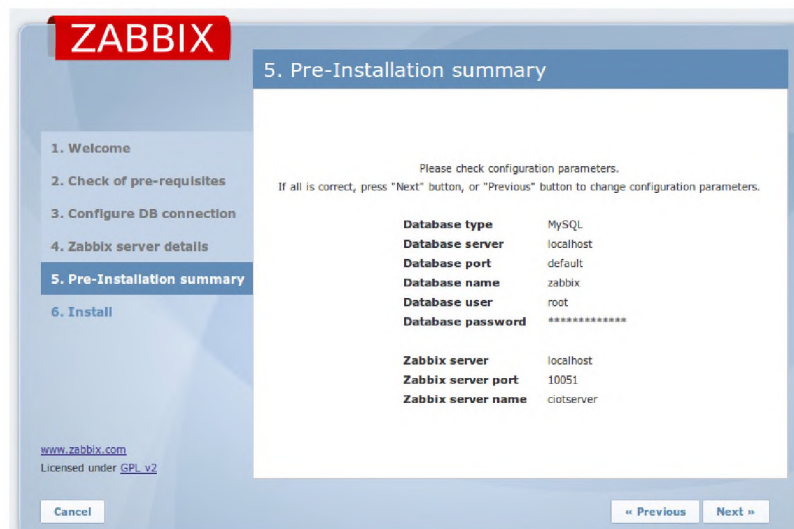 ZABBIX
5. Pre-Installation summary
1. Welcome
2. Check of pre-requisites
3. Configure DB connection
4. Zabbix server details
5. Pre-Installation summary
6. Install
Please check configuration parameters.
If all is correct, press "Next" button, or "Previous" button to change configuration parameters.
Database type MySQL
Database server localhost
Database port default
Database name zabbix
Database user root
Database password *************
Zabbix server localhost
Zabbix server port 10051
Zabbix server name ciotserver
www.zabbix.com
Licensed under GPL v2
Cancel
« Previous
Next »